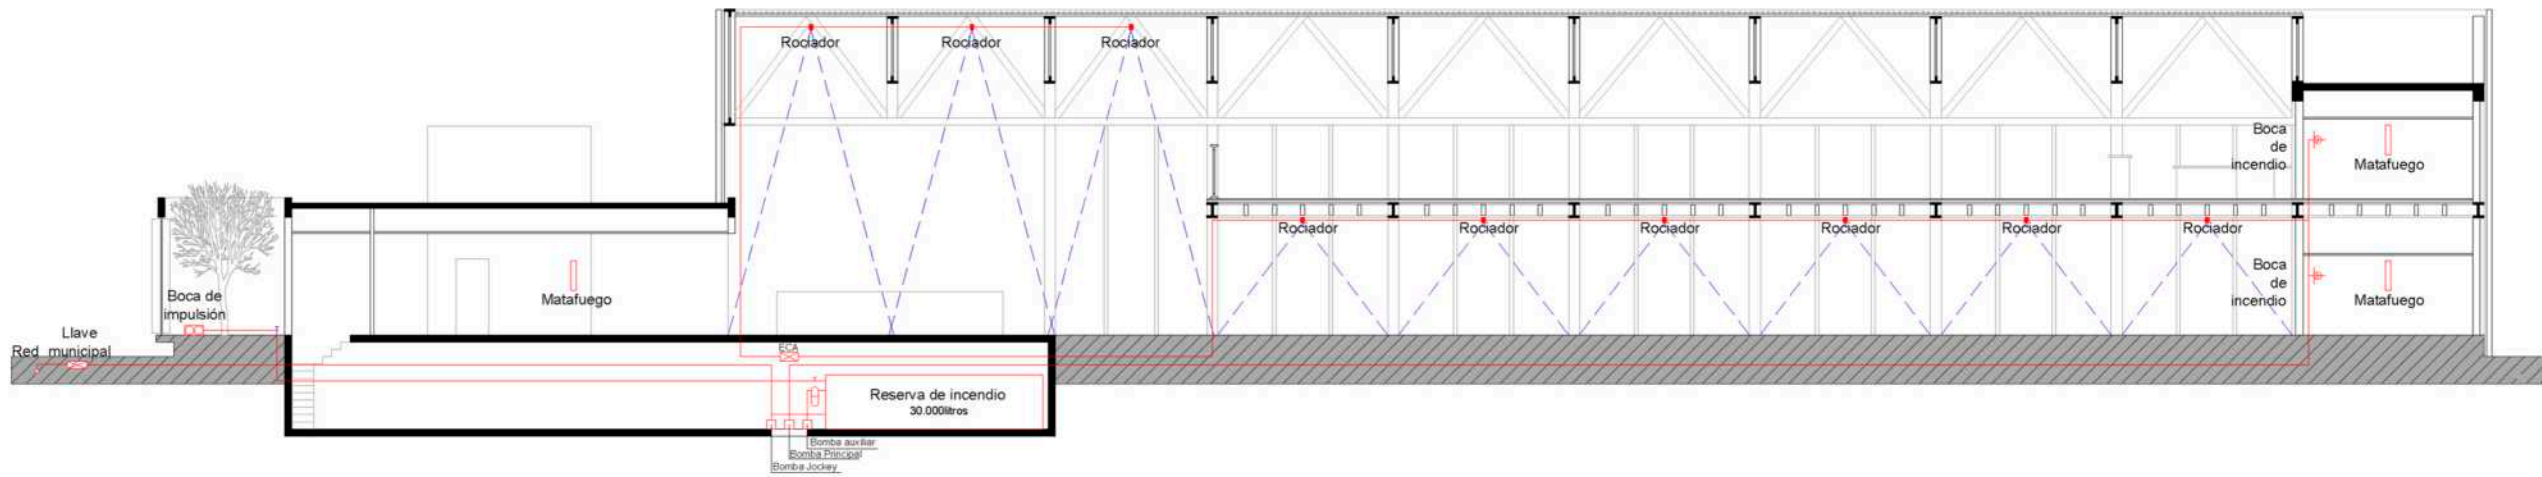 Rociador
Rociador
Rociador
Boca
de
incendio
Matafuego
Rociador
Rociador
Rociador
Rociador
Rociador
Rociador
Boca
de
incendio
Matafuego
Matafuego
Boca de
impulsión
Llave
Red municipal
ECA
Reserva de incendio
30.000litros
Bomba auxiliar
Bomba Principal
Bomba Jockey